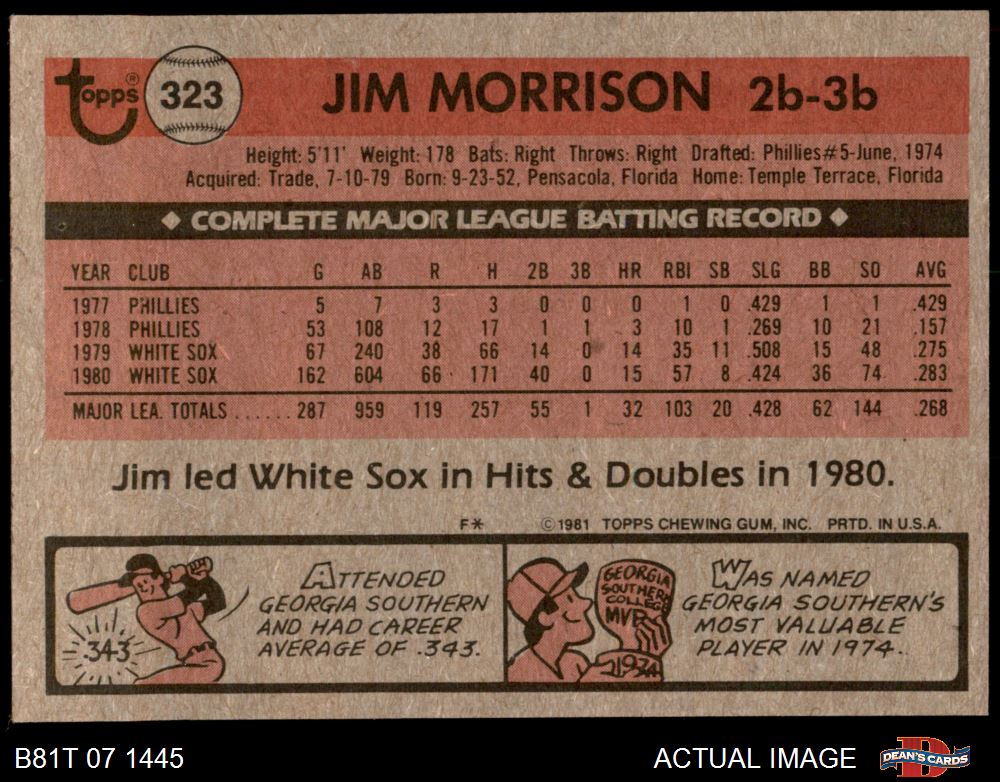 topps® 323 JIM MORRISON 2b-3b
Height: 5'11' Weight: 178 Bats: Right Throws: Right Drafted: Phillies#5-June, 1974
Acquired: Trade, 7-10-79 Born: 9-23-52, Pensacola, Florida Home: Temple Terrace, Florida
◆ COMPLETE MAJOR LEAGUE BATTING RECORD ◆
YEAR CLUB G AB R H 2B 3B HR RBI SB SLG BB SO AVG
1977 PHILLIES 5 7 3 3 0 0 0 1 0 .429 1 1 .429
1978 PHILLIES 53 108 12 17 1 1 3 10 1 .269 10 21 .157
1979 WHITE SOX 67 240 38 66 14 0 14 35 11 .508 15 48 .275
1980 WHITE SOX 162 604 66 171 40 0 15 57 8 .424 36 74 .283
MAJOR LEA. TOTALS ...... 287 959 119 257 55 1 32 103 20 .428 62 144 .268
Jim led White Sox in Hits & Doubles in 1980.
F* ©1981 TOPPS CHEWING GUM, INC. PRTD. IN U.S.A.
.343
ATTENDED
GEORGIA SOUTHERN
AND HAD CAREER
AVERAGE OF .343.
GEORGIA
SOUTHERN
COLLEGE
MVP
1974
WAS NAMED
GEORGIA SOUTHERN'S
MOST VALUABLE
PLAYER IN 1974.
B81T 07 1445 ACTUAL IMAGE DEAN'S CARDS